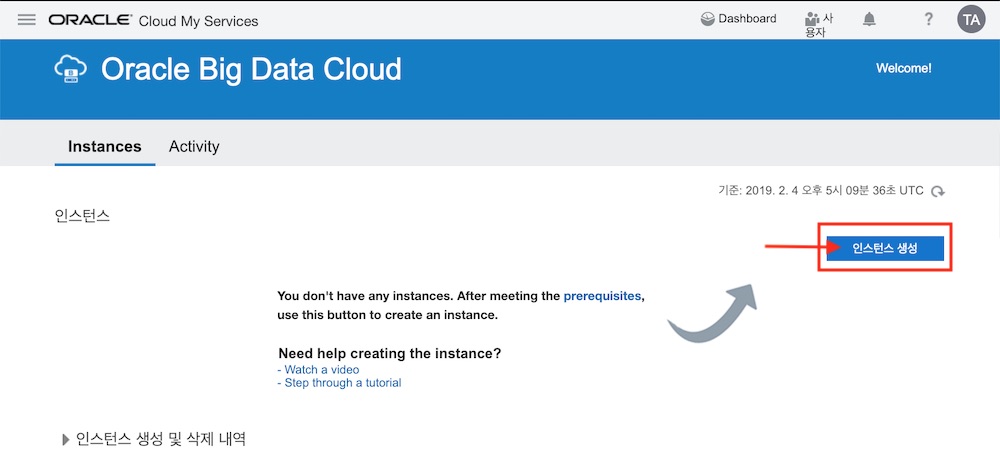 ORACLE® Cloud My Services
Dashboard
사
용자
?
TA
Oracle Big Data Cloud
Welcome!
Instances
Activity
기준: 2019. 2. 4 오후 5시 09분 36초 UTC
인스턴스
인스턴스 생성
You don't have any instances. After meeting the prerequisites,
use this button to create an instance.
Need help creating the instance?
- Watch a video
- Step through a tutorial
인스턴스 생성 및 삭제 내역